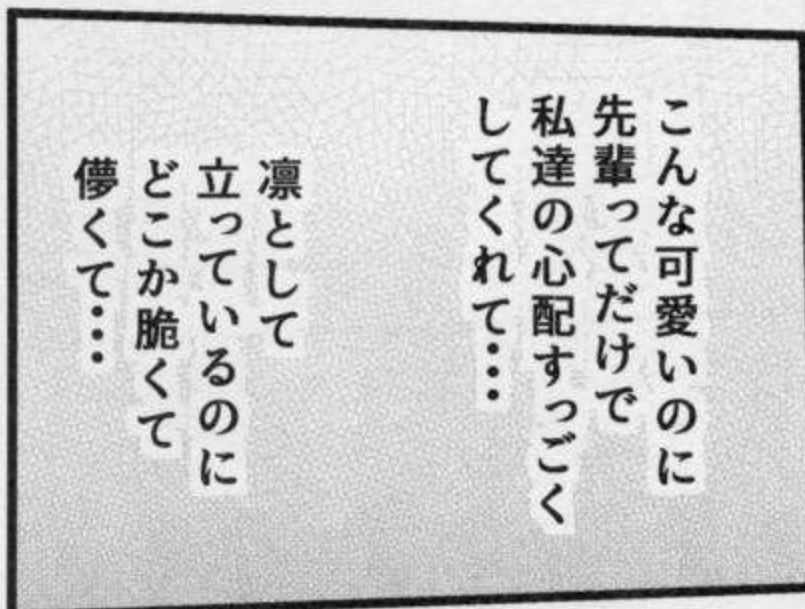 こんな可愛いのに
先輩ってだけで
私達の心配すっごく
してくれて…
凛として
立っているのに
どこか脆くて
儚くて…